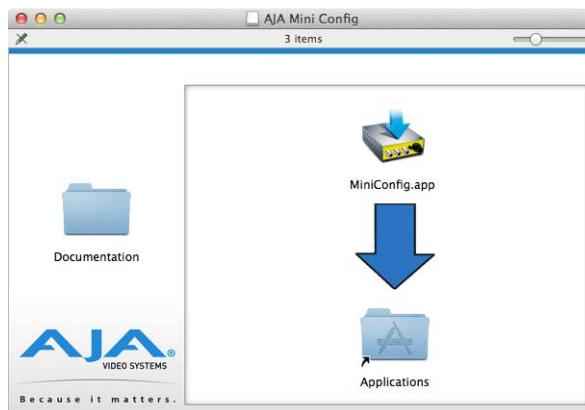 AJA Mini Config
3 items
MiniConfig.app
Documentation
Applications
AJA
VIDEO SYSTEMS
Because it matters.